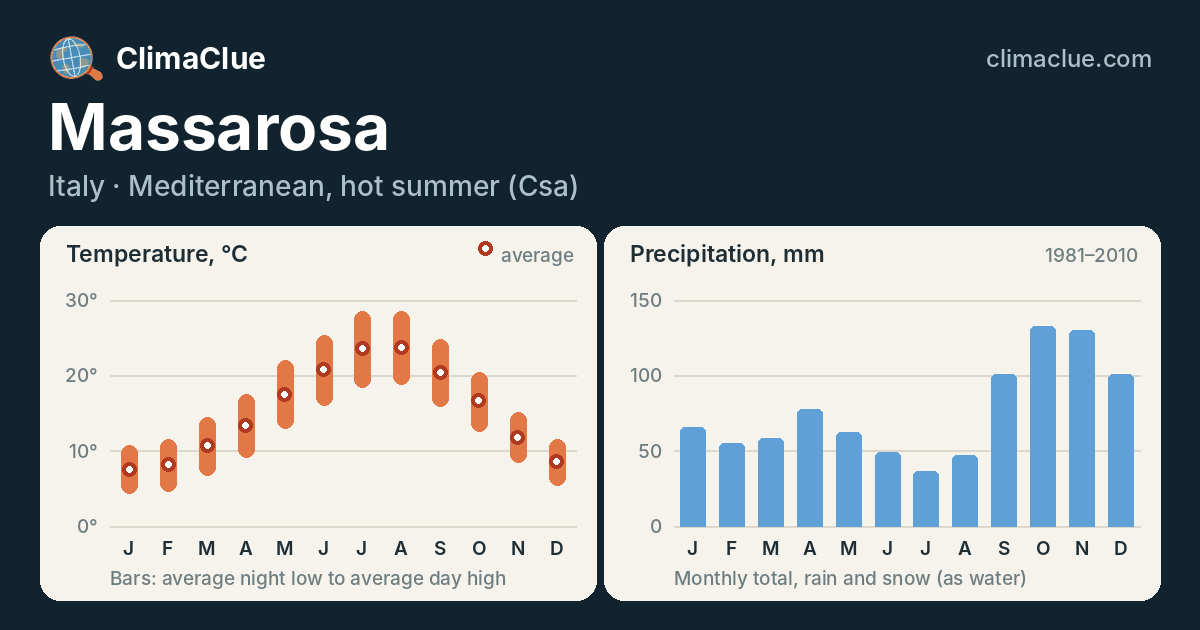 ClimaClue
climaclue.com
Massarosa
Italy · Mediterranean, hot summer (Csa)
Temperature, °C
average
30°
20°
10°
0°
J F M A M J J A S O N D
Bars: average night low to average day high
Precipitation, mm
1981–2010
150
100
50
0
J F M A M J J A S O N D
Monthly total, rain and snow (as water)